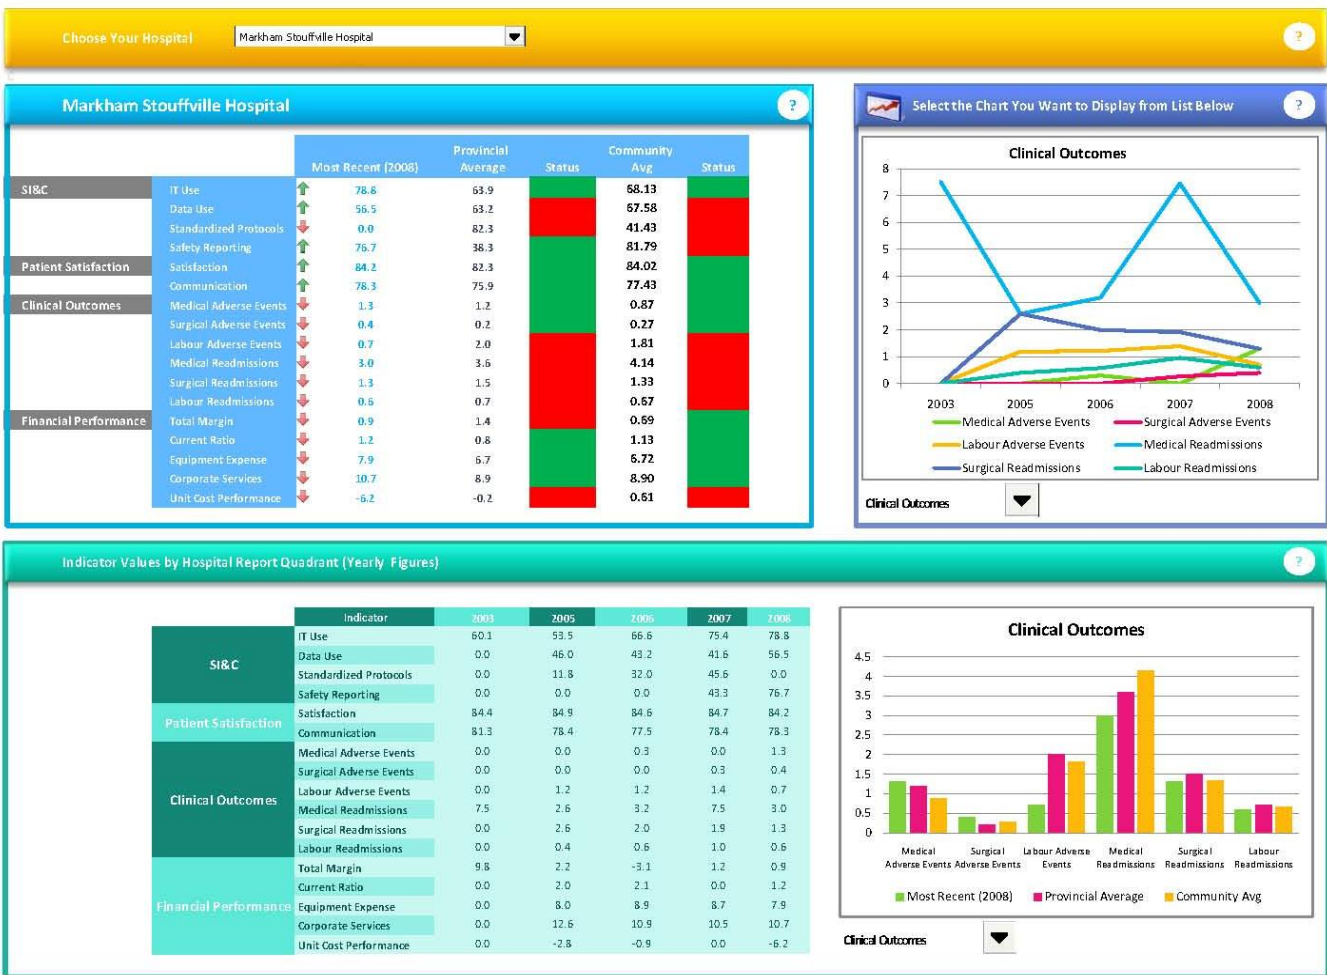 Choose Your Hospital Markham Stouffville Hospital ?
Markham Stouffville Hospital ?
Most Recent (2008) Provincial Average Status Community Avg Status
SI&C IT Use 78.8 63.9 68.13
Data Use 56.5 63.2 67.58
Standardized Protocols 0.0 82.3 41.43
Safety Reporting 76.7 38.3 81.79
Patient Satisfaction Satisfaction 84.2 82.3 84.02
Communication 78.3 75.9 77.43
Clinical Outcomes Medical Adverse Events 1.3 1.2 0.87
Surgical Adverse Events 0.4 0.2 0.27
Labour Adverse Events 0.7 2.0 1.81
Medical Readmissions 3.0 3.6 4.14
Surgical Readmissions 1.3 1.5 1.33
Labour Readmissions 0.6 0.7 0.67
Financial Performance Total Margin 0.9 1.4 0.69
Current Ratio 1.2 0.8 1.13
Equipment Expense 7.9 6.7 6.72
Corporate Services 10.7 8.9 8.90
Unit Cost Performance -6.2 -0.2 0.61
Select the Chart You Want to Display from List Below ?
Clinical Outcomes
8
7
6
5
4
3
2
1
0
2003 2005 2006 2007 2008
Medical Adverse Events Surgical Adverse Events
Labour Adverse Events Medical Readmissions
Surgical Readmissions Labour Readmissions
Clinical Outcomes
Indicator Values by Hospital Report Quadrant (Yearly Figures) ?
Indicator 2003 2005 2006 2007 2008
SI&C IT Use 60.1 53.5 66.6 75.4 78.8
Data Use 0.0 46.0 43.2 41.6 56.5
Standardized Protocols 0.0 11.8 32.0 45.6 0.0
Safety Reporting 0.0 0.0 0.0 43.3 76.7
Patient Satisfaction Satisfaction 84.4 84.9 84.6 84.7 84.2
Communication 81.3 78.4 77.5 78.4 78.3
Clinical Outcomes Medical Adverse Events 0.0 0.0 0.3 0.0 1.3
Surgical Adverse Events 0.0 0.0 0.0 0.3 0.4
Labour Adverse Events 0.0 1.2 1.2 1.4 0.7
Medical Readmissions 7.5 2.6 3.2 7.5 3.0
Surgical Readmissions 0.0 2.6 2.0 1.9 1.3
Labour Readmissions 0.0 0.4 0.6 1.0 0.6
Financial Performance Total Margin 9.8 2.2 -3.1 1.2 0.9
Current Ratio 0.0 2.0 2.1 0.0 1.2
Equipment Expense 0.0 8.0 8.9 8.7 7.9
Corporate Services 0.0 12.6 10.9 10.5 10.7
Unit Cost Performance 0.0 -2.8 -0.9 0.0 -6.2
Clinical Outcomes
4.5
4
3.5
3
2.5
2
1.5
1
0.5
0
Medical Adverse Events Surgical Adverse Events Labour Adverse Events Medical Readmissions Surgical Readmissions Labour Readmissions
Most Recent (2008) Provincial Average Community Avg
Clinical Outcomes